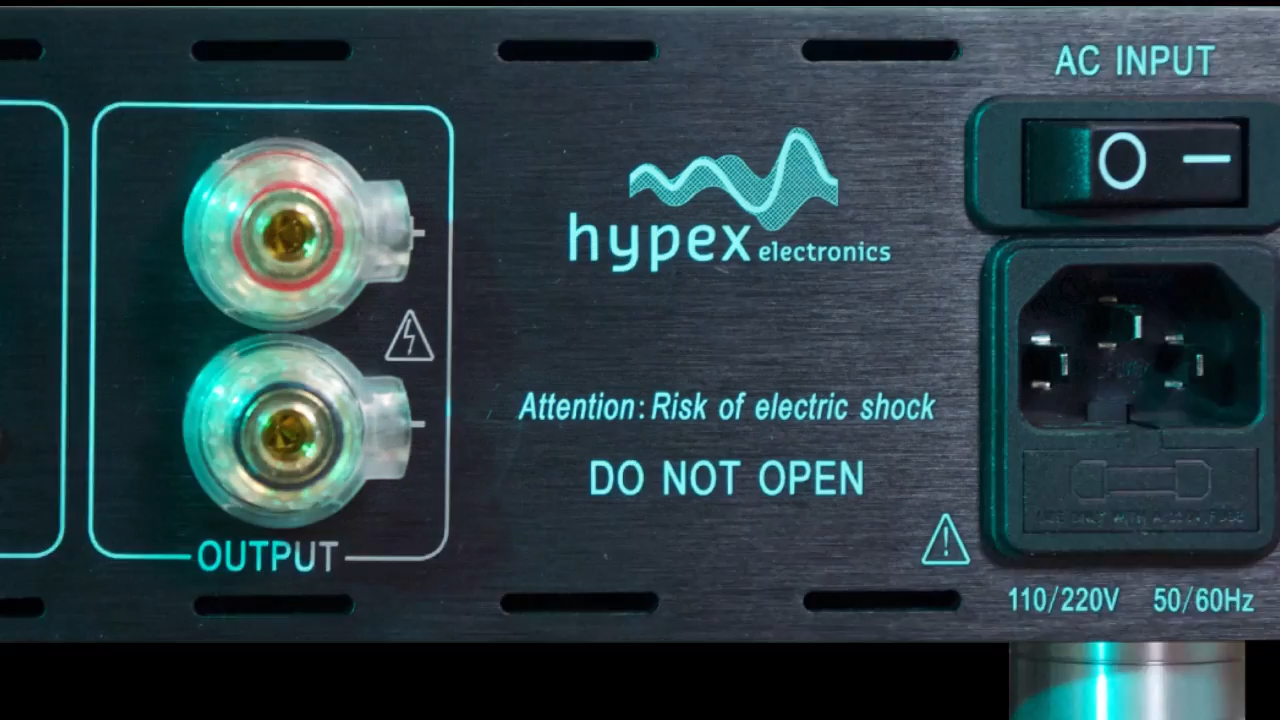 AC INPUT
O —
hypex electronics
+
Attention: Risk of electric shock
-
DO NOT OPEN
OUTPUT
110/220V 50/60Hz